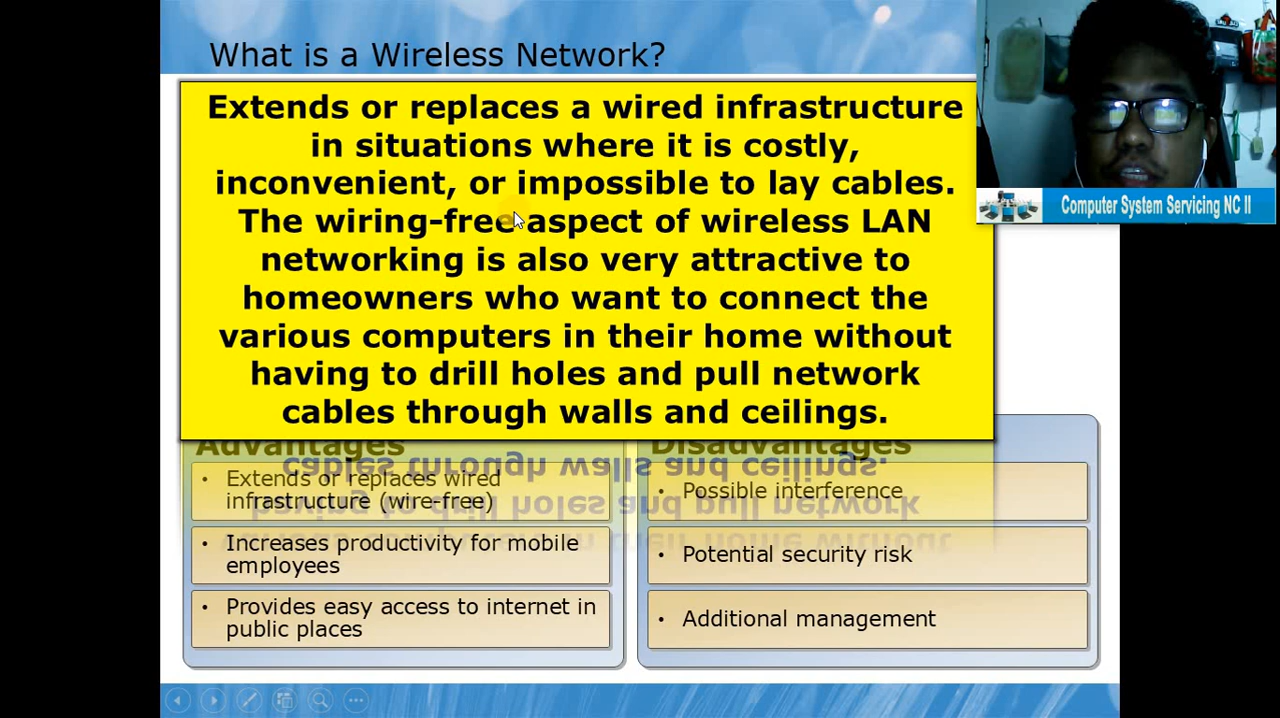 What is a Wireless Network?
Extends or replaces a wired infrastructure
in situations where it is costly,
inconvenient, or impossible to lay cables.
The wiring-free aspect of wireless LAN
networking is also very attractive to
homeowners who want to connect the
various computers in their home without
having to drill holes and pull network
cables through walls and ceilings.
Computer System Servicing NC II
Advantages
• Extends or replaces wired
infrastructure (wire-free)
• Increases productivity for mobile
employees
• Provides easy access to internet in
public places
Disadvantages
• Possible interference
• Potential security risk
• Additional management